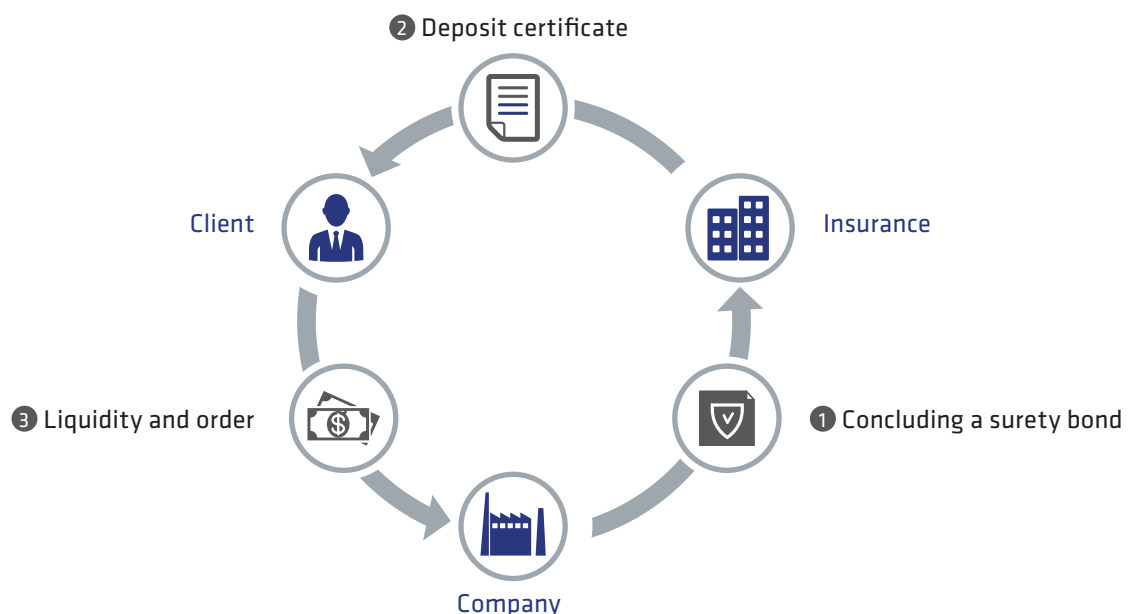 2 Deposit certificate
Client
Insurance
3 Liquidity and order
1 Concluding a surety bond
Company